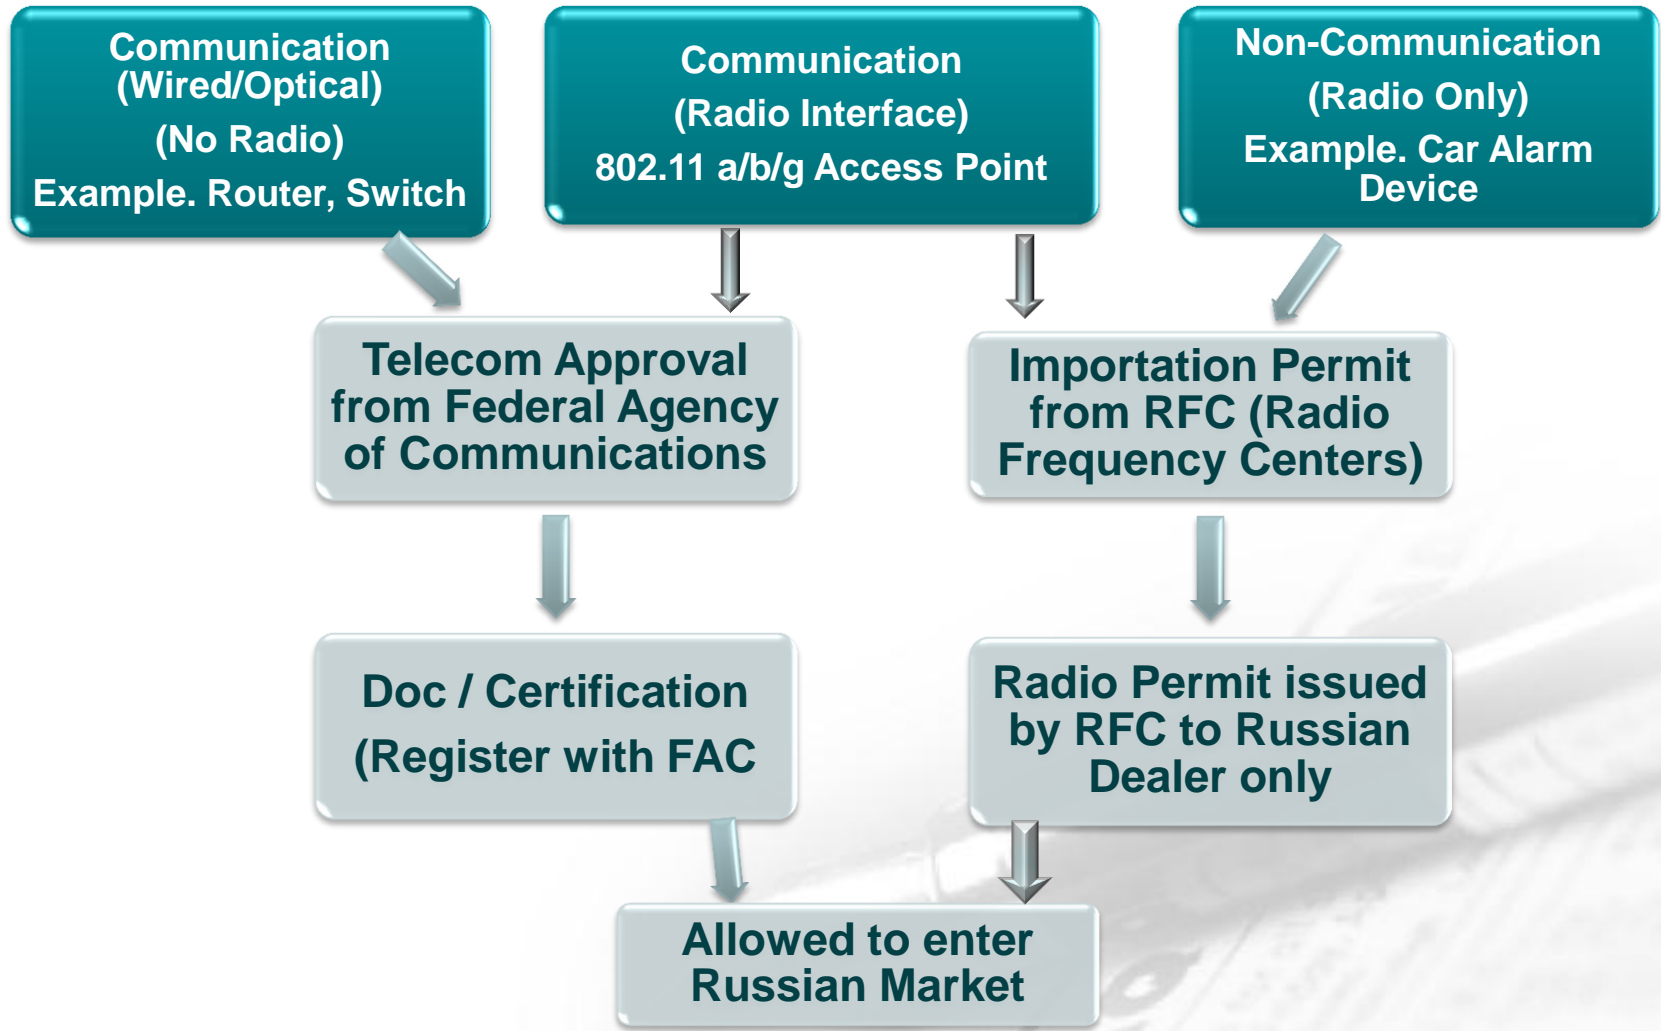 Communication
(Wired/Optical)
(No Radio)
Example. Router, Switch
Communication
(Radio Interface)
802.11 a/b/g Access Point
Non-Communication
(Radio Only)
Example. Car Alarm
Device
Telecom Approval
from Federal Agency
of Communications
Importation Permit
from RFC (Radio
Frequency Centers)
Doc / Certification
(Register with FAC
Radio Permit issued
by RFC to Russian
Dealer only
Allowed to enter
Russian Market